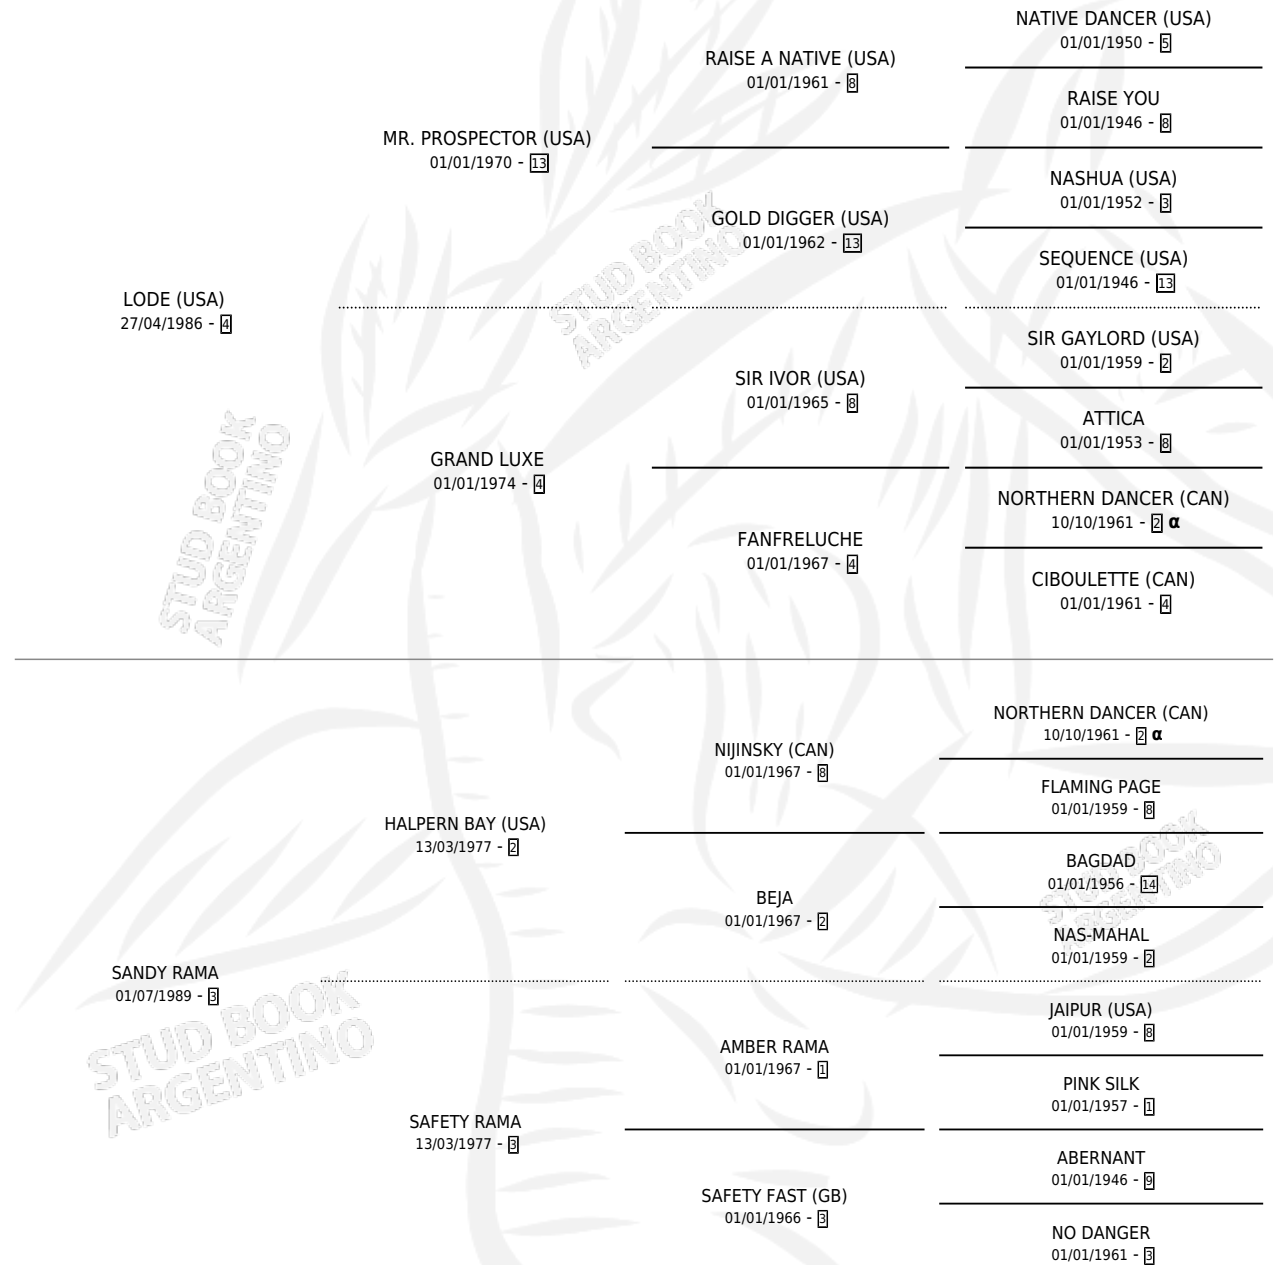 NATIVE DANCER (USA)
01/01/1950 - 5
RAISE A NATIVE (USA)
01/01/1961 - 8
RAISE YOU
01/01/1946 - 8
MR. PROSPECTOR (USA)
01/01/1970 - 13
NASHUA (USA)
01/01/1952 - 3
GOLD DIGGER (USA)
01/01/1962 - 13
SEQUENCE (USA)
01/01/1946 - 13
LODE (USA)
27/04/1986 - 4
SIR GAYLORD (USA)
01/01/1959 - 2
SIR IVOR (USA)
01/01/1965 - 8
ATTICA
01/01/1953 - 8
GRAND LUXE
01/01/1974 - 4
NORTHERN DANCER (CAN)
10/10/1961 - 2 α
FANFRELUCHE
01/01/1967 - 4
CIBOULETTE (CAN)
01/01/1961 - 4
NORTHERN DANCER (CAN)
10/10/1961 - 2 α
NIJINSKY (CAN)
01/01/1967 - 8
FLAMING PAGE
01/01/1959 - 8
HALPERN BAY (USA)
13/03/1977 - 2
BAGDAD
01/01/1956 - 14
BEJA
01/01/1967 - 2
NAS-MAHAL
01/01/1959 - 2
SANDY RAMA
01/07/1989 - 3
JAIPUR (USA)
01/01/1959 - 8
AMBER RAMA
01/01/1967 - 1
PINK SILK
01/01/1957 - 1
SAFETY RAMA
13/03/1977 - 3
ABERNANT
01/01/1946 - 9
SAFETY FAST (GB)
01/01/1966 - 3
NO DANGER
01/01/1961 - 3
STUD BOOK
ARGENTINO
STUD BOOK
ARGENTINO
STUD BOOK
ARGENTINO
STUD BOOK
ARGENTINO